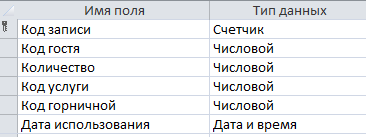 Имя поля Тип данных
Код записи Счетчик
Код гостя Числовой
Количество Числовой
Код услуги Числовой
Код горничной Числовой
Дата использования Дата и время